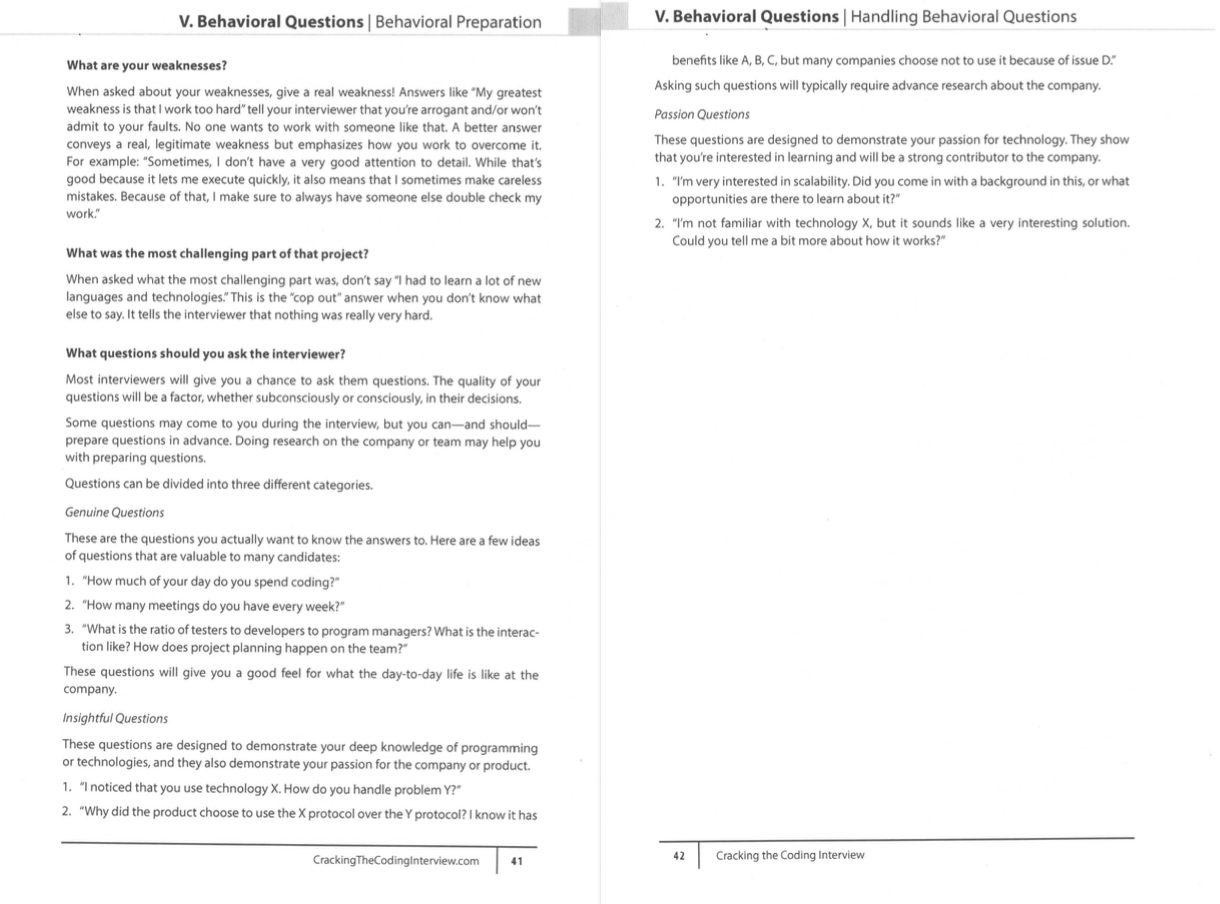 V. Behavioral Questions | Behavioral Preparation
What are your weaknesses?
When asked about your weaknesses, give a real weakness! Answers like "My greatest
weakness is that I work too hard" tell your interviewer that you're arrogant and/or won't
admit to your faults. No one wants to work with someone like that. A better answer
conveys a real, legitimate weakness but emphasizes how you work to overcome it.
For example: "Sometimes, I don't have a very good attention to detail. While that's
good because it lets me execute quickly, it also means that I sometimes make careless
mistakes. Because of that, I make sure to always have someone else double check my
work."
What was the most challenging part of that project?
When asked what the most challenging part was, don't say "I had to learn a lot of new
languages and technologies." This is the "cop out" answer when you don't know what
else to say. It tells the interviewer that nothing was really very hard.
What questions should you ask the interviewer?
Most interviewers will give you a chance to ask them questions. The quality of your
questions will be a factor, whether subconsciously or consciously, in their decisions.
Some questions may come to you during the interview, but you can—and should—
prepare questions in advance. Doing research on the company or team may help you
with preparing questions.
Questions can be divided into three different categories.
Genuine Questions
These are the questions you actually want to know the answers to. Here are a few ideas
of questions that are valuable to many candidates:
1. "How much of your day do you spend coding?"
2. "How many meetings do you have every week?"
3. "What is the ratio of testers to developers to program managers? What is the interac-
tion like? How does project planning happen on the team?"
These questions will give you a good feel for what the day-to-day life is like at the
company.
Insightful Questions
These questions are designed to demonstrate your deep knowledge of programming
or technologies, and they also demonstrate your passion for the company or product.
1. "I noticed that you use technology X. How do you handle problem Y?"
2. "Why did the product choose to use the X protocol over the Y protocol? I know it has
CrackingTheCodingInterview.com | 41
V. Behavioral Questions | Handling Behavioral Questions
benefits like A, B, C, but many companies choose not to use it because of issue D."
Asking such questions will typically require advance research about the company.
Passion Questions
These questions are designed to demonstrate your passion for technology. They show
that you're interested in learning and will be a strong contributor to the company.
1. "I'm very interested in scalability. Did you come in with a background in this, or what
opportunities are there to learn about it?"
2. "I'm not familiar with technology X, but it sounds like a very interesting solution.
Could you tell me a bit more about how it works?"
42 | Cracking the Coding Interview